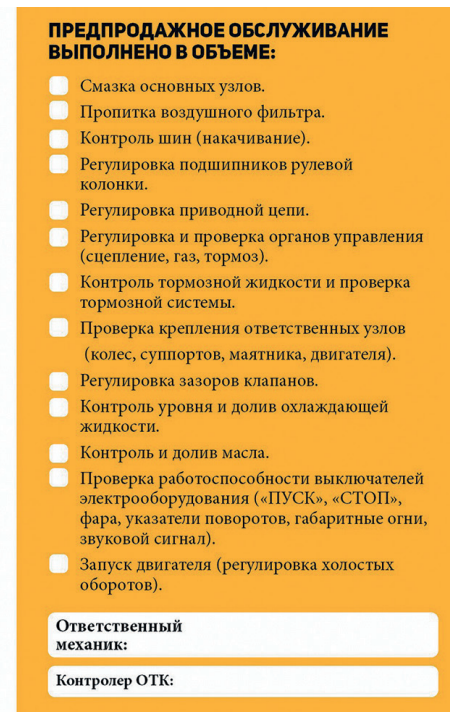 ПРЕДПРОДАЖНОЕ ОБСЛУЖИВАНИЕ
ВЫПОЛНЕНО В ОБЪЕМЕ:
Смазка основных узлов.
Пропитка воздушного фильтра.
Контроль шин (накачивание).
Регулировка подшипников рулевой
колонки.
Регулировка приводной цепи.
Регулировка и проверка органов управления
(сцепление, газ, тормоз).
Контроль тормозной жидкости и проверка
тормозной системы.
Проверка крепления ответственных узлов
(колес, суппортов, маятника, двигателя).
Регулировка зазоров клапанов.
Контроль уровня и долив охлаждающей
жидкости.
Контроль и долив масла.
Проверка работоспособности выключателей
электрооборудования («ПУСК», «СТОП»,
фара, указатели поворотов, габаритные огни,
звуковой сигнал).
Запуск двигателя (регулировка холостых
оборотов).
Ответственный
механик:
Контролер ОТК: